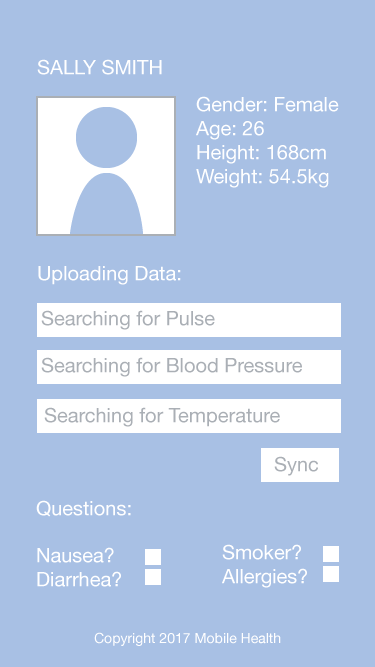 SALLY SMITH
Gender: Female
Age: 26
Height: 168cm
Weight: 54.5kg
Uploading Data:
Searching for Pulse
Searching for Blood Pressure
Searching for Temperature
Sync
Questions:
Nausea?
Diarrhea?
Smoker?
Allergies?
Copyright 2017 Mobile Health